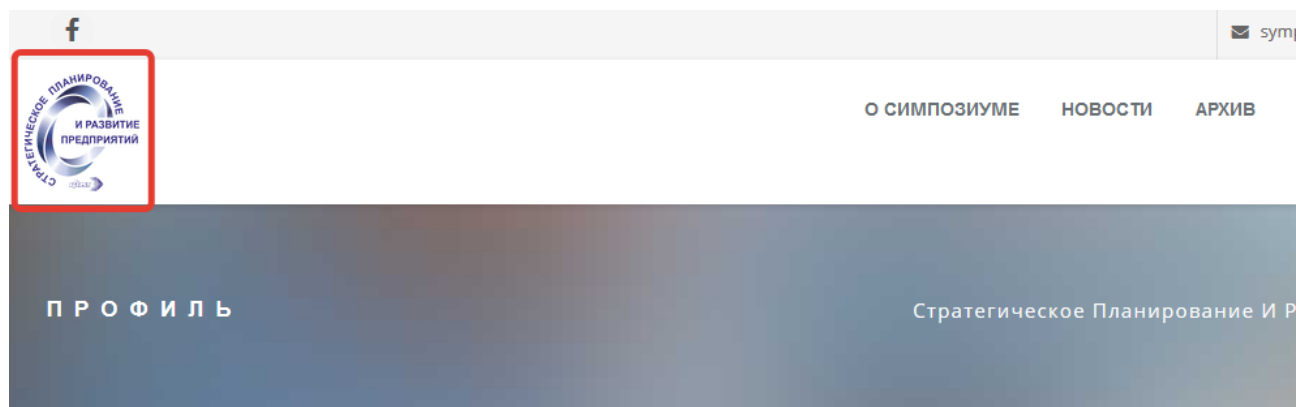 symp
СТРАТЕГИЧЕСКОЕ ПЛАНИРОВАНИЕ
И РАЗВИТИЕ
ПРЕДПРИЯТИЙ
О СИМПОЗИУМЕ НОВОСТИ АРХИВ
ПРОФИЛЬ
Стратегическое Планирование И Р